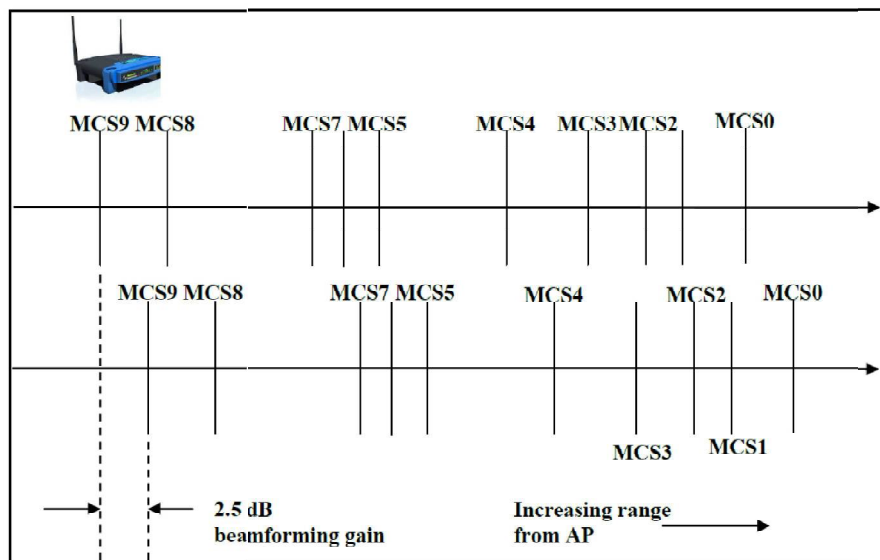 MCS9 MCS8 MCS7 MCS5 MCS4 MCS3 MCS2 MCS0
MCS9 MCS8 MCS7 MCS5 MCS4 MCS2 MCS0
MCS3 MCS1
2.5 dB
beamforming gain
Increasing range
from AP